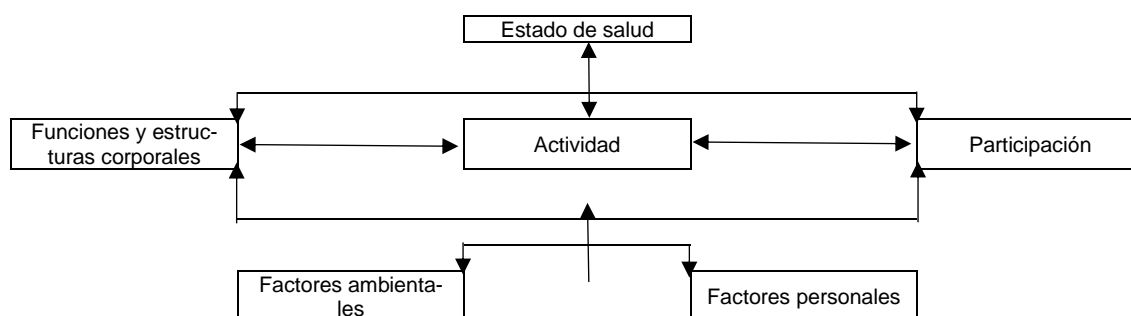 Estado de salud
Funciones y estruc-
turas corporales
Actividad
Participación
Factores ambienta-
les
Factores personales